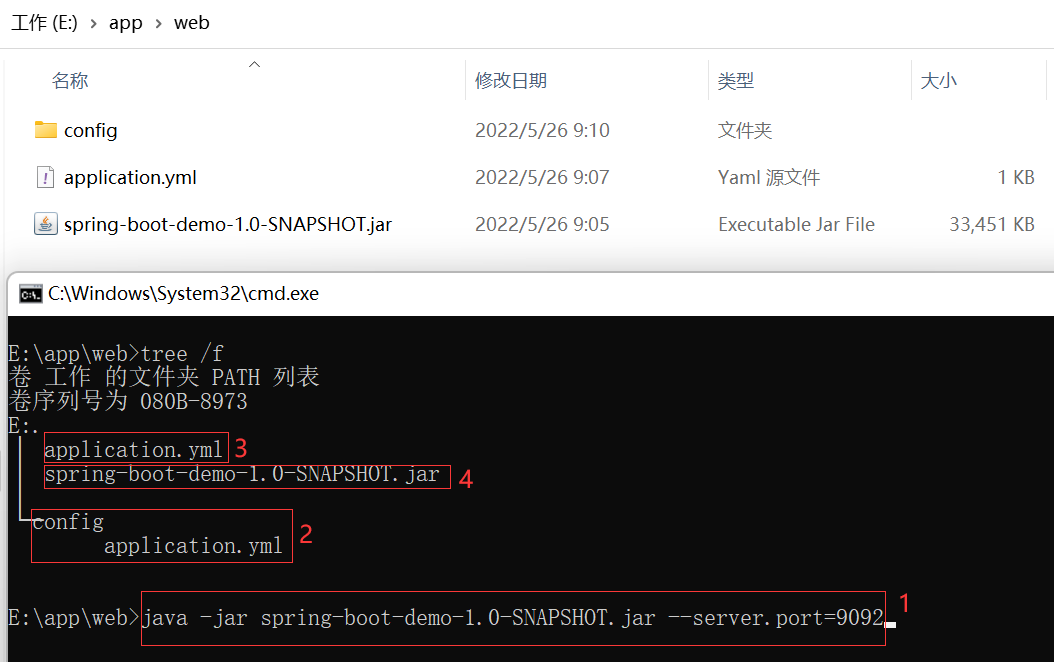 工作 (E:) › app › web
名称 修改日期 类型 大小
config 2022/5/26 9:10 文件夹
application.yml 2022/5/26 9:07 Yaml 源文件 1 KB
spring-boot-demo-1.0-SNAPSHOT.jar 2022/5/26 9:05 Executable Jar File 33,451 KB
C:\Windows\System32\cmd.exe
E:\app\web>tree /f
卷 工作 的文件夹 PATH 列表
卷序列号为 080B-8973
E:.
application.yml 3
spring-boot-demo-1.0-SNAPSHOT.jar 4
config
application.yml 2
E:\app\web>java -jar spring-boot-demo-1.0-SNAPSHOT.jar --server.port=9092 1